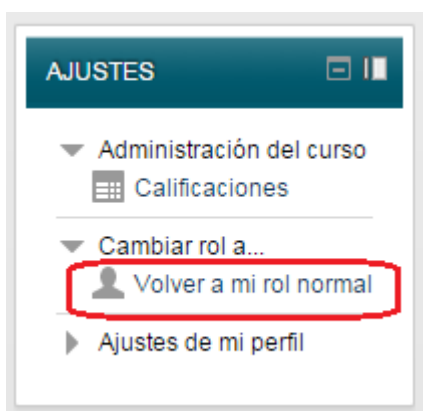 AJUSTES
Administración del curso
Calificaciones
Cambiar rol a...
Volver a mi rol normal
Ajustes de mi perfil